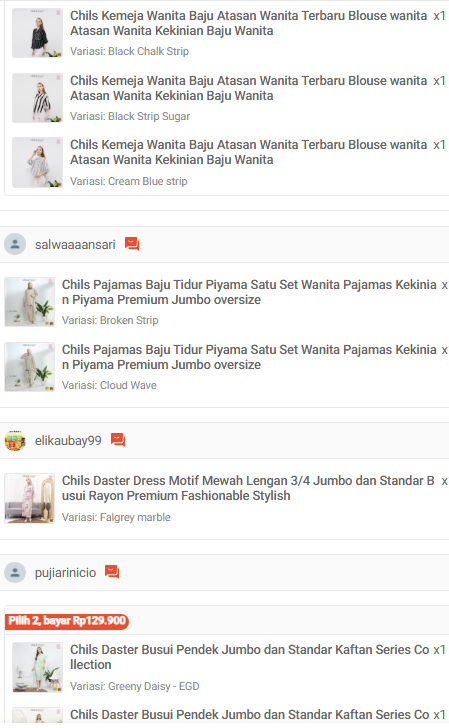 Chils Kemeja Wanita Baju Atasan Wanita Terbaru Blouse wanita x1
Atasan Wanita Kekinian Baju Wanita
Variasi: Black Chalk Strip
Chils Kemeja Wanita Baju Atasan Wanita Terbaru Blouse wanita x1
Atasan Wanita Kekinian Baju Wanita
Variasi: Black Strip Sugar
Chils Kemeja Wanita Baju Atasan Wanita Terbaru Blouse wanita x1
Atasan Wanita Kekinian Baju Wanita
Variasi: Cream Blue strip
salwaaaansari
Chils Pajamas Baju Tidur Piyama Satu Set Wanita Pajamas Kekinia x
n Piyama Premium Jumbo oversize
Variasi: Broken Strip
Chils Pajamas Baju Tidur Piyama Satu Set Wanita Pajamas Kekinia x
n Piyama Premium Jumbo oversize
Variasi: Cloud Wave
elikaubay99
Chils Daster Dress Motif Mewah Lengan 3/4 Jumbo dan Standar B x
usui Rayon Premium Fashionable Stylish
Variasi: Falgrey marble
pujiarinicio
Pilih 2, bayar Rp129.900
Chils Daster Busui Pendek Jumbo dan Standar Kaftan Series Co x1
llection
Variasi: Greeny Daisy - EGD
Chils Daster Busui Pendek Jumbo dan Standar Kaftan Series Co x1